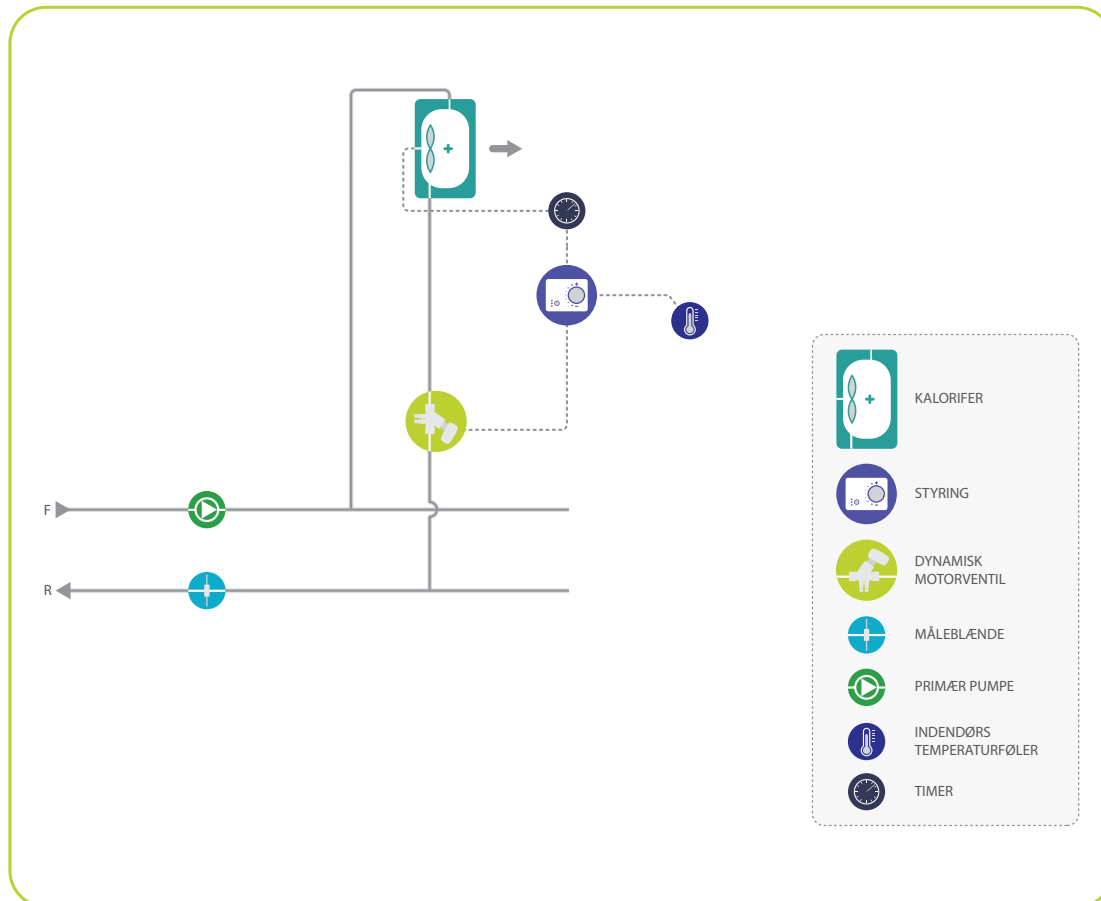 F
R
KALORIFER
STYRING
DYNAMISK
MOTORVENTIL
MÅLEBLÆNDE
PRIMÆR PUMPE
INDENDØRS
TEMPERATURFØLER
TIMER